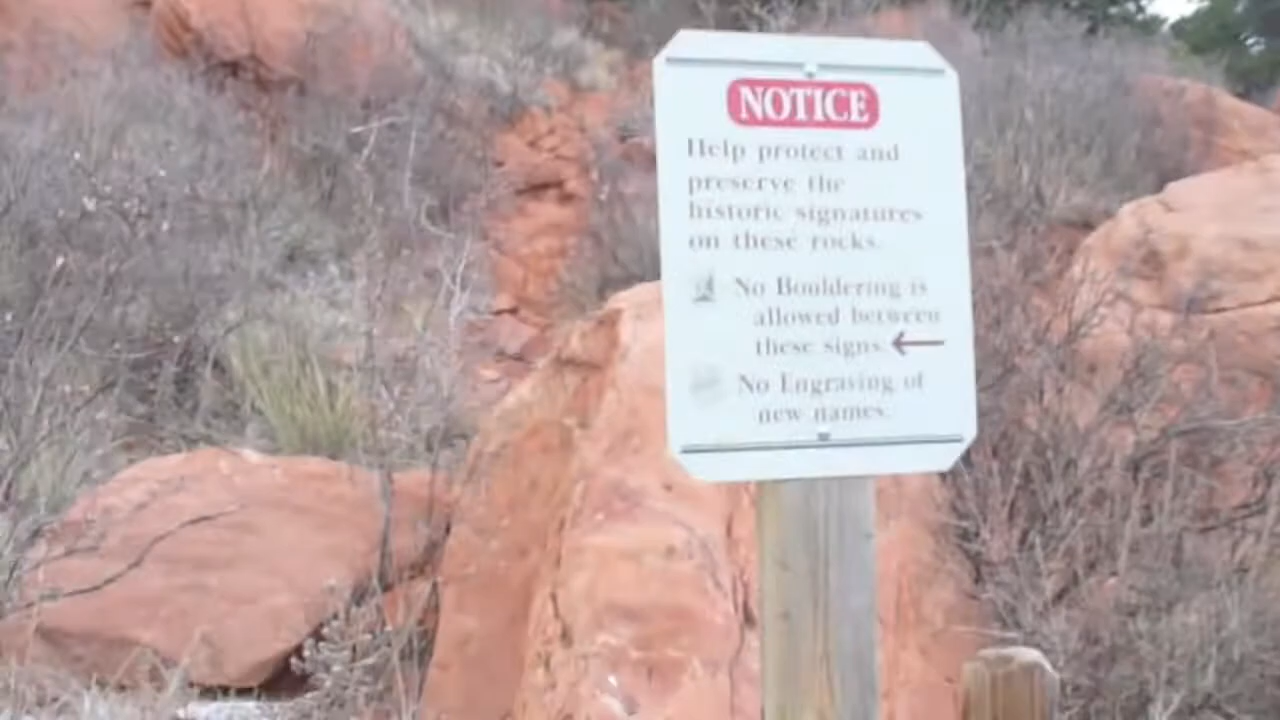 NOTICE
Help protect and
preserve the
historic signatures
on these rocks.
No Bouldering is
allowed between
these signs.
No Engraving of
new names.